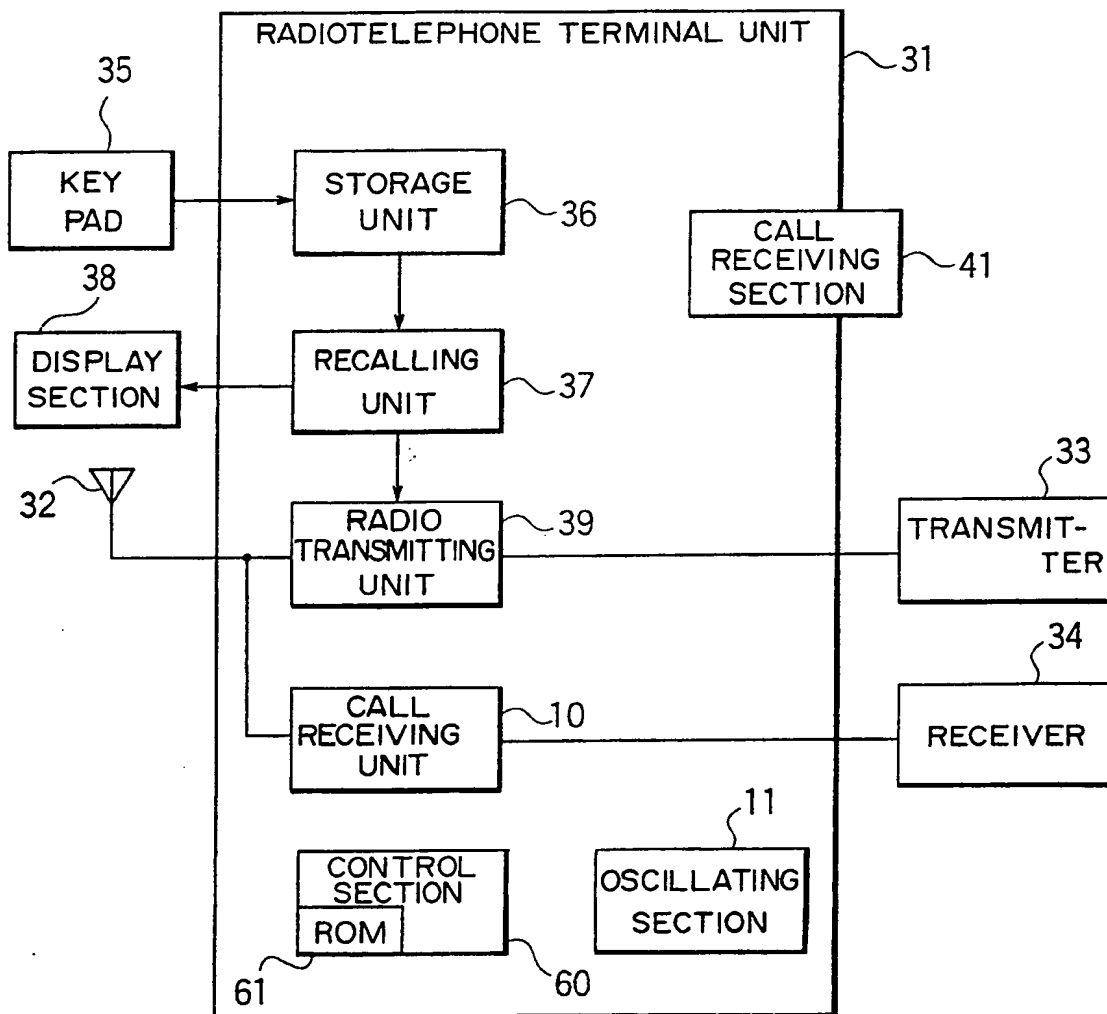 RADIOTELEPHONE TERMINAL UNIT
31
35
KEY
PAD
STORAGE
UNIT
36
CALL
RECEIVING
SECTION
41
38
DISPLAY
SECTION
RECALLING
UNIT
37
32
RADIO
TRANSMITTING
UNIT
39
33
TRANSMIT-
TER
CALL
RECEIVING
UNIT
10
34
RECEIVER
CONTROL
SECTION
ROM
61
60
11
OSCILLATING
SECTION